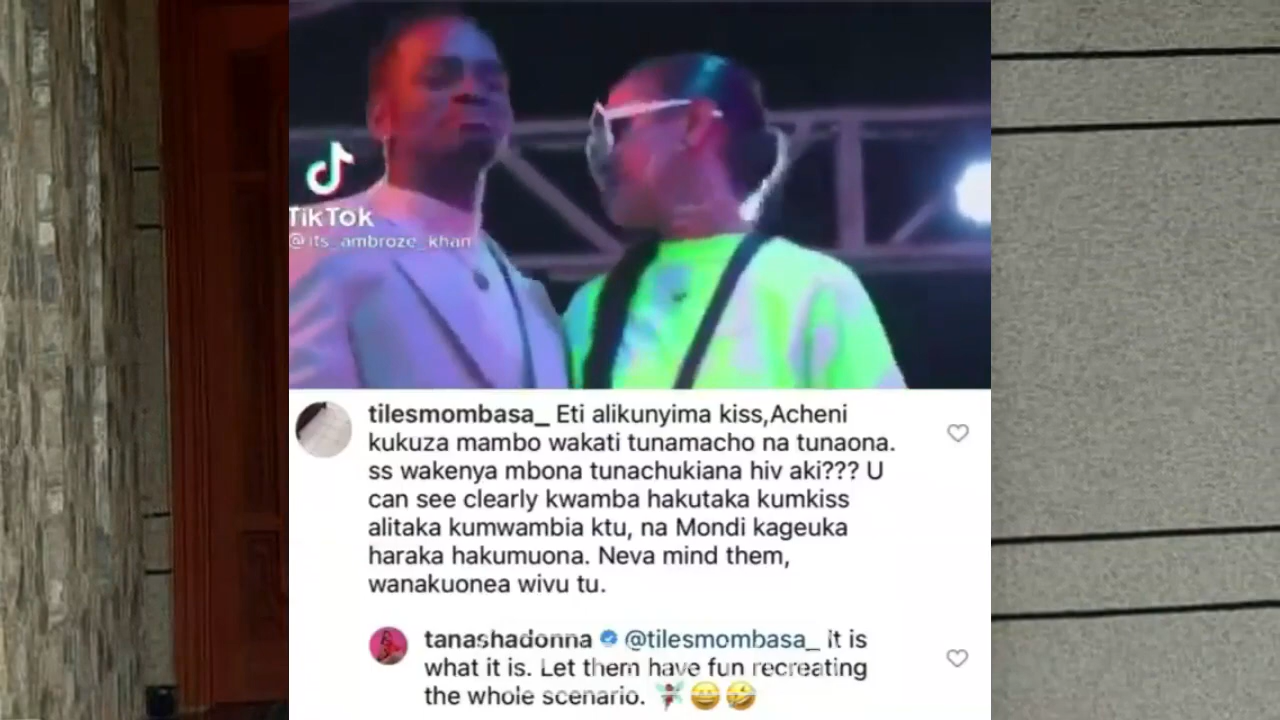 TikTok
@its_ambroze_khan
tilesmombasa_ Eti alikunyima kiss,Acheni
kukuza mambo wakati tunamacho na tunaona.
ss wakenya mbona tunachukiana hiv aki??? U
can see clearly kwamba hakutaka kumkiss
alitaka kumwambia ktu, na Mondi kageuka
haraka hakumuona. Neva mind them,
wanakuonea wivu tu.
tanashadonna @tilesmombasa_ It is
what it is. Let them have fun recreating
the whole scenario. 🧚😄🤣